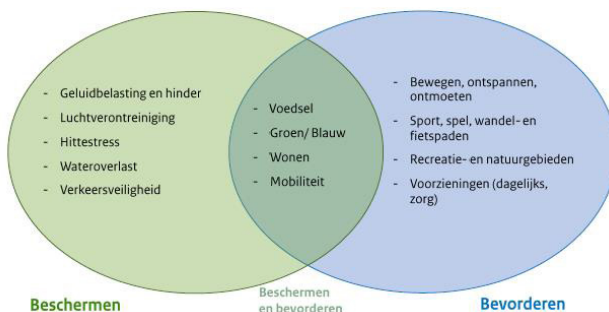 - Geluidbelasting en hinder
- Luchtverontreiniging
- Hittestress
- Wateroverlast
- Verkeersveiligheid
- Voedsel
- Groen/ Blauw
- Wonen
- Mobiliteit
- Bewegen, ontspannen,
ontmoeten
- Sport, spel, wandel- en
fietspaden
- Recreatie- en natuurgebieden
- Voorzieningen (dagelijks,
zorg)
Beschermen
Beschermen
en bevorderen
Bevorderen